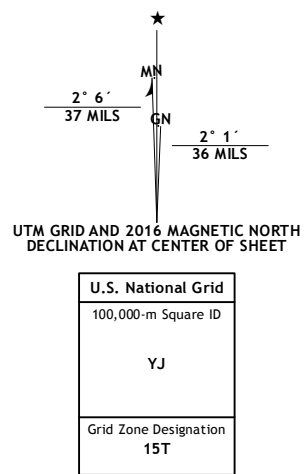 ★
MN
2° 6´
37 MILS
GN
2° 1´
36 MILS
UTM GRID AND 2016 MAGNETIC NORTH
DECLINATION AT CENTER OF SHEET
U.S. National Grid
100,000-m Square ID
YJ
Grid Zone Designation
15T